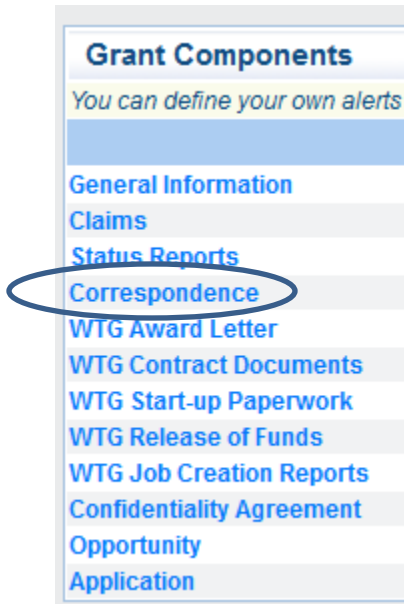 Grant Components
You can define your own alerts
General Information
Claims
Status Reports
Correspondence
WTG Award Letter
WTG Contract Documents
WTG Start-up Paperwork
WTG Release of Funds
WTG Job Creation Reports
Confidentiality Agreement
Opportunity
Application